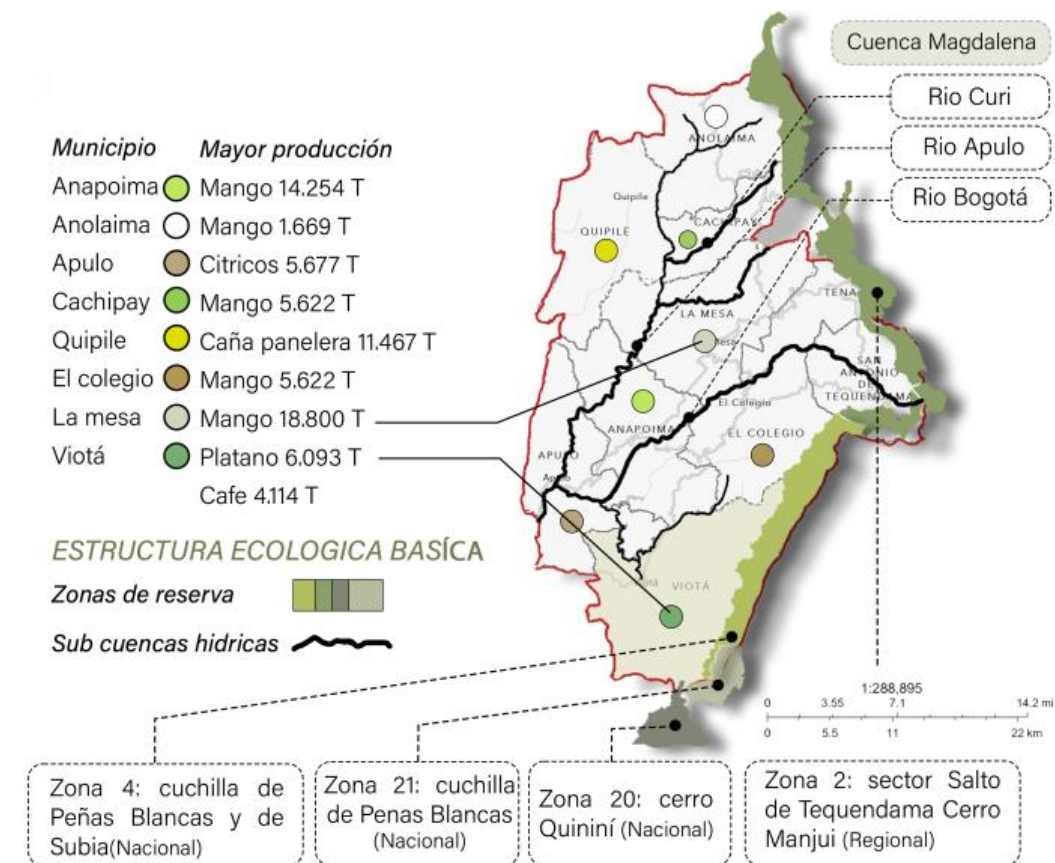 Cuenca Magdalena
Rio Curi
Rio Apulo
Rio Bogotá
Municipio Mayor producción
Anapoima Mango 14.254 T
Anolaima Mango 1.669 T
Apulo Citricos 5.677 T
Cachipay Mango 5.622 T
Quipile Caña panelera 11.467 T
El colegio Mango 5.622 T
La mesa Mango 18.800 T
Viotá Platano 6.093 T
Cafe 4.114 T
ESTRUCTURA ECOLOGICA BASÍCA
Zonas de reserva
Sub cuencas hidricas
ANOLAIMA
Quipile
CACHIPAY
QUIPILE
TENA
LA MESA
SAN
ANTONIO
DE
TEQUENDAMA
El Colegio
ANAPOIMA
EL COLEGIO
APULO
Apulo
VIOTÁ
1:288,895
0 3.55 7.1 14.2 mi
0 5.5 11 22 km
Zona 4: cuchilla de
Peñas Blancas y de
Subia(Nacional)
Zona 21: cuchilla
de Penas Blancas
(Nacional)
Zona 20: cerro
Quininí (Nacional)
Zona 2: sector Salto
de Tequendama Cerro
Manjui (Regional)